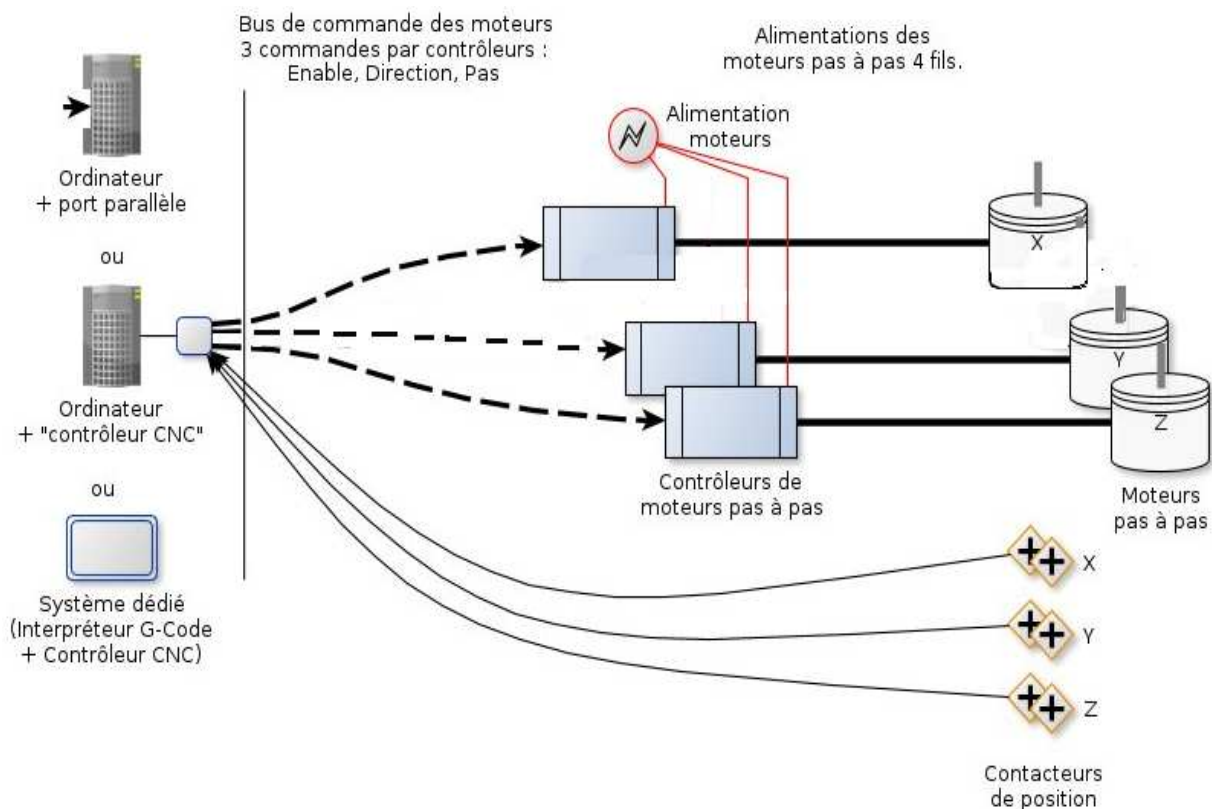 Bus de commande des moteurs
3 commandes par contrôleurs :
Enable, Direction, Pas
Alimentations des
moteurs pas à pas 4 fils.
Alimentation
moteurs
Ordinateur
+ port parallèle
ou
Ordinateur
+ "contrôleur CNC"
ou
Système dédié
(Interpréteur G-Code
+ Contrôleur CNC)
X
Y
Z
Contrôleurs de
moteurs pas à pas
Moteurs
pas à pas
X
Y
Z
Contacteurs
de position